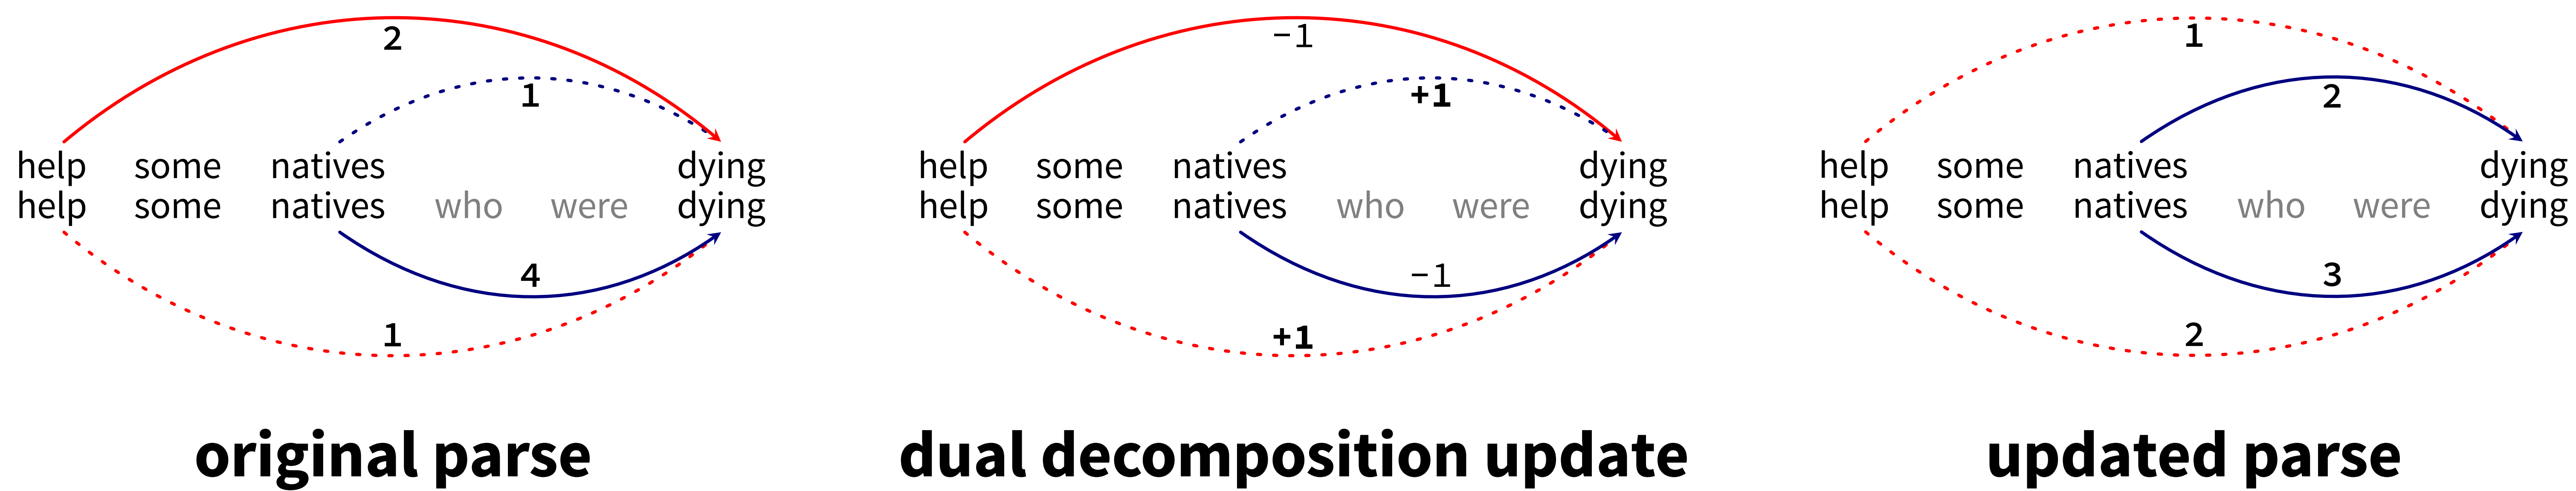 2
1
help some natives dying
help some natives who were dying
4
1
original parse
−1
+1
help some natives dying
help some natives who were dying
−1
+1
dual decomposition update
1
2
help some natives dying
help some natives who were dying
3
2
updated parse